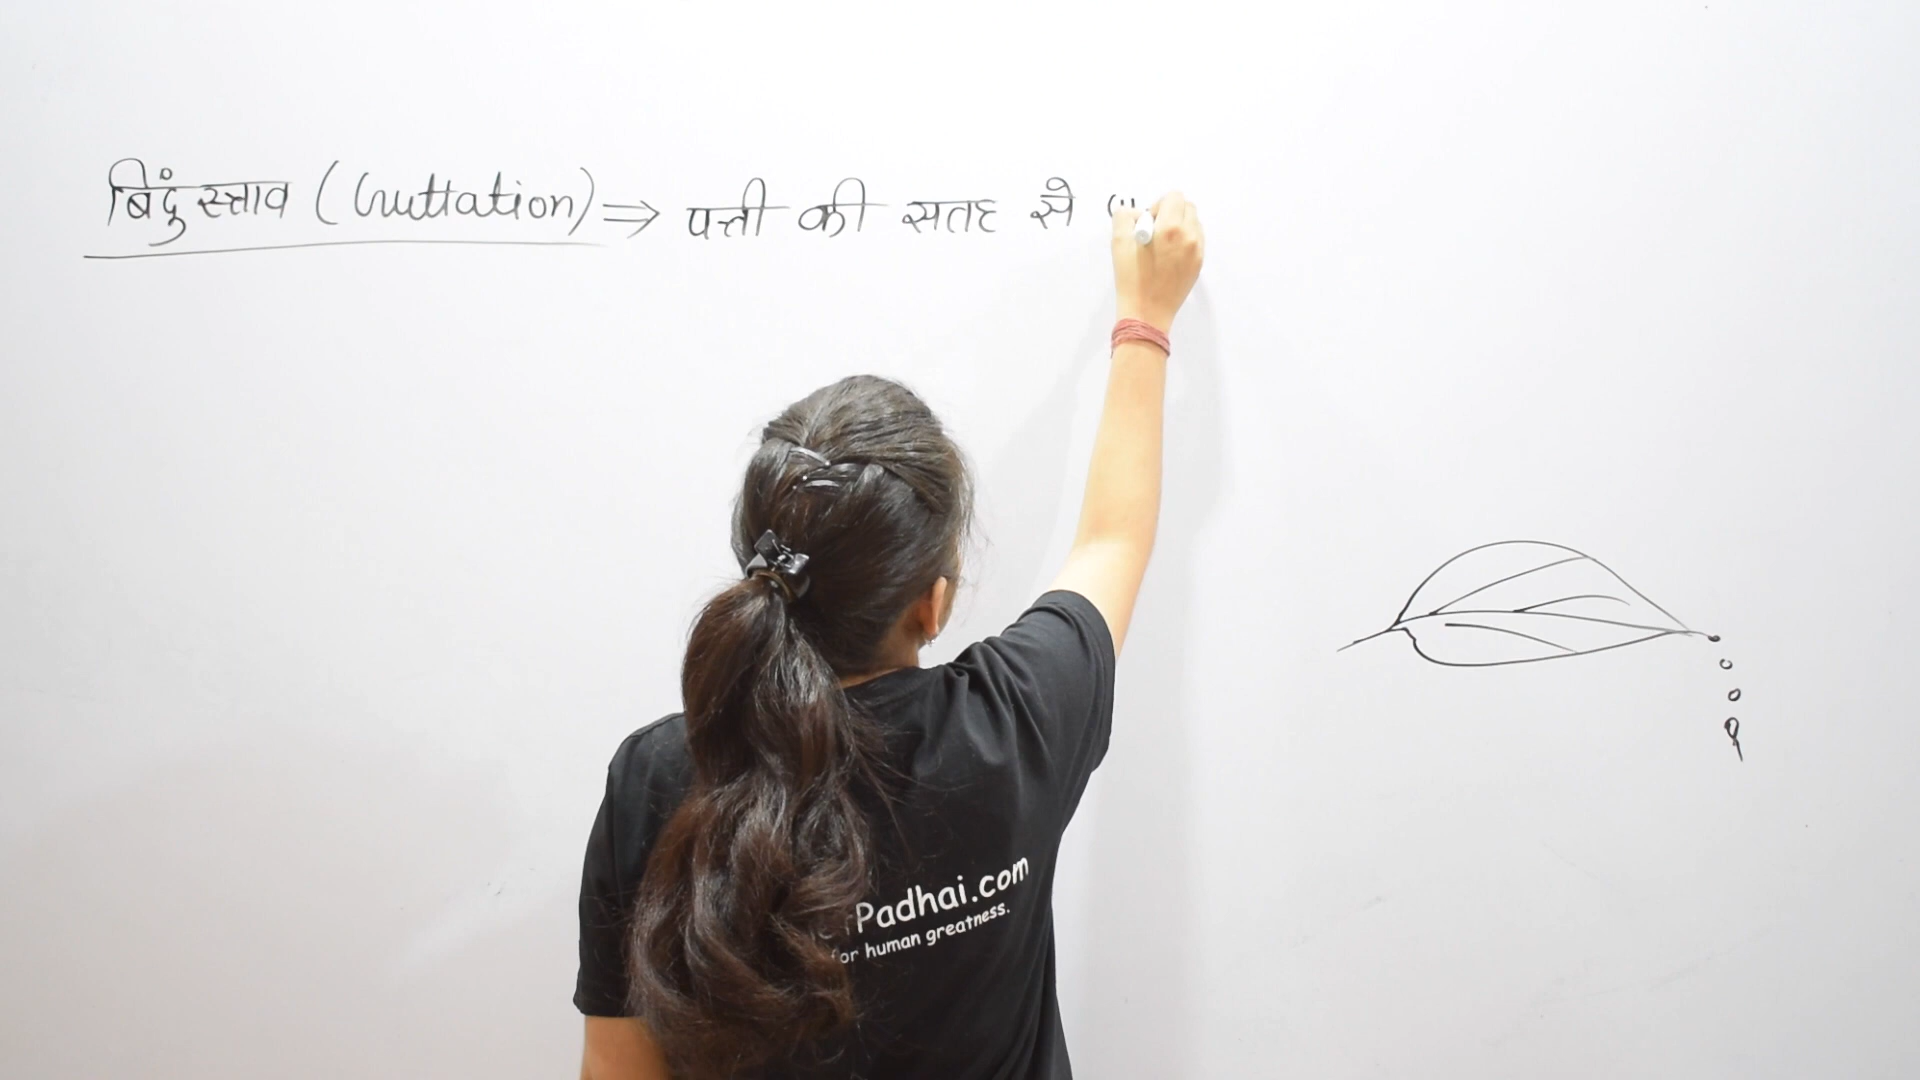 बिंदुस्त्राव (Guttation) ⇒ पत्ती की सतह से
Padhai.com
for human greatness.